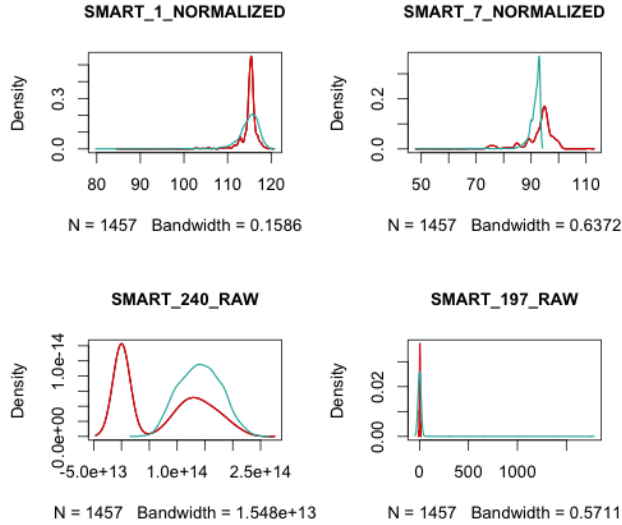 SMART_1_NORMALIZED
Density
0.0 0.3
80 90 100 110 120
N = 1457 Bandwidth = 0.1586
SMART_7_NORMALIZED
Density
0.0 0.2
50 70 90 110
N = 1457 Bandwidth = 0.6372
SMART_240_RAW
Density
0.0e+00 1.0e-14
-5.0e+13 1.0e+14 2.5e+14
N = 1457 Bandwidth = 1.548e+13
SMART_197_RAW
Density
0.00 0.02
0 500 1000
N = 1457 Bandwidth = 0.5711